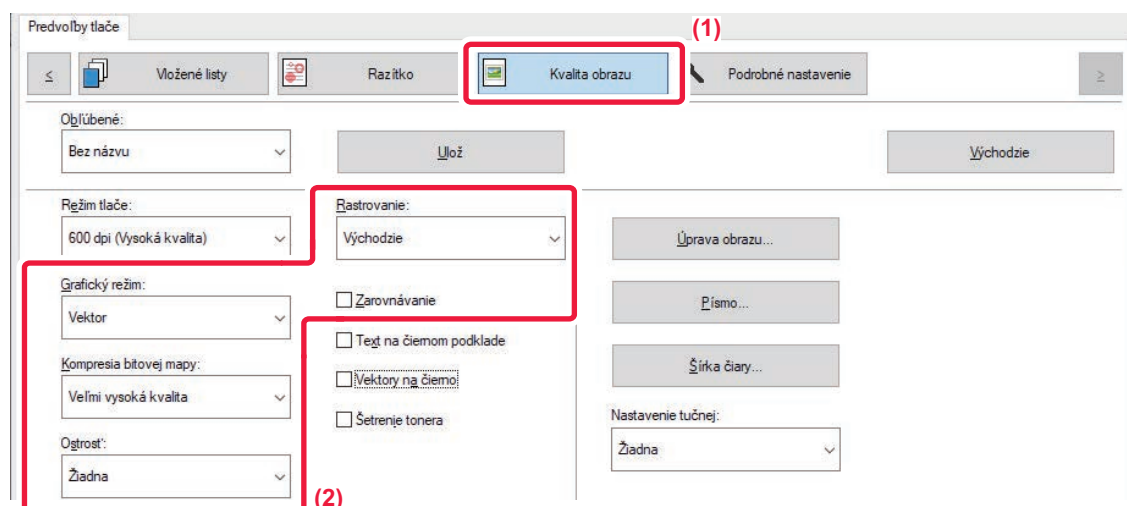 Predvoľby tlače
(1)
<
Vložené listy
Razítko
Kvalita obrazu
Podrobné nastavenie
>
Obľúbené:
Bez názvu
Ulož
Východzie
Režim tlače:
600 dpi (Vysoká kvalita)
Rastrovanie:
Východzie
Úprava obrazu...
Grafický režim:
Vektor
Zarovnávanie
Písmo...
Text na čiernom podklade
Kompresia bitovej mapy:
Veľmi vysoká kvalita
Vektory na čierno
Šírka čiary...
Šetrenie tonera
Nastavenie tučnej:
Žiadna
Ostrosť:
Žiadna
(2)